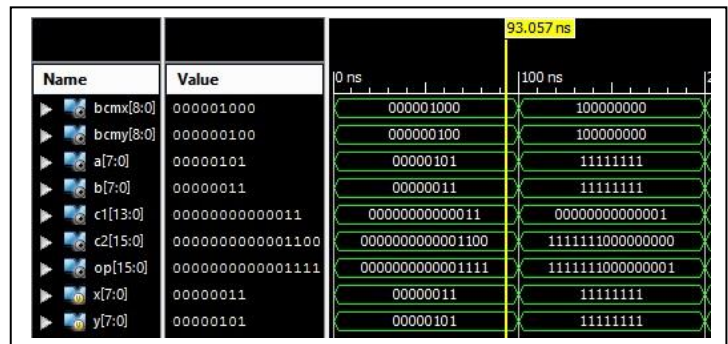 93.057 ns
Name Value 0 ns 100 ns 2
bcmx[8:0] 000001000 000001000 100000000
bcmy[8:0] 000000100 000000100 100000000
a[7:0] 00000101 00000101 11111111
b[7:0] 00000011 00000011 11111111
c1[13:0] 00000000000011 00000000000011 00000000000001
c2[15:0] 0000000000001100 0000000000001100 1111111000000000
op[15:0] 0000000000001111 0000000000001111 1111111000000001
x[7:0] 00000011 00000011 11111111
y[7:0] 00000101 00000101 11111111